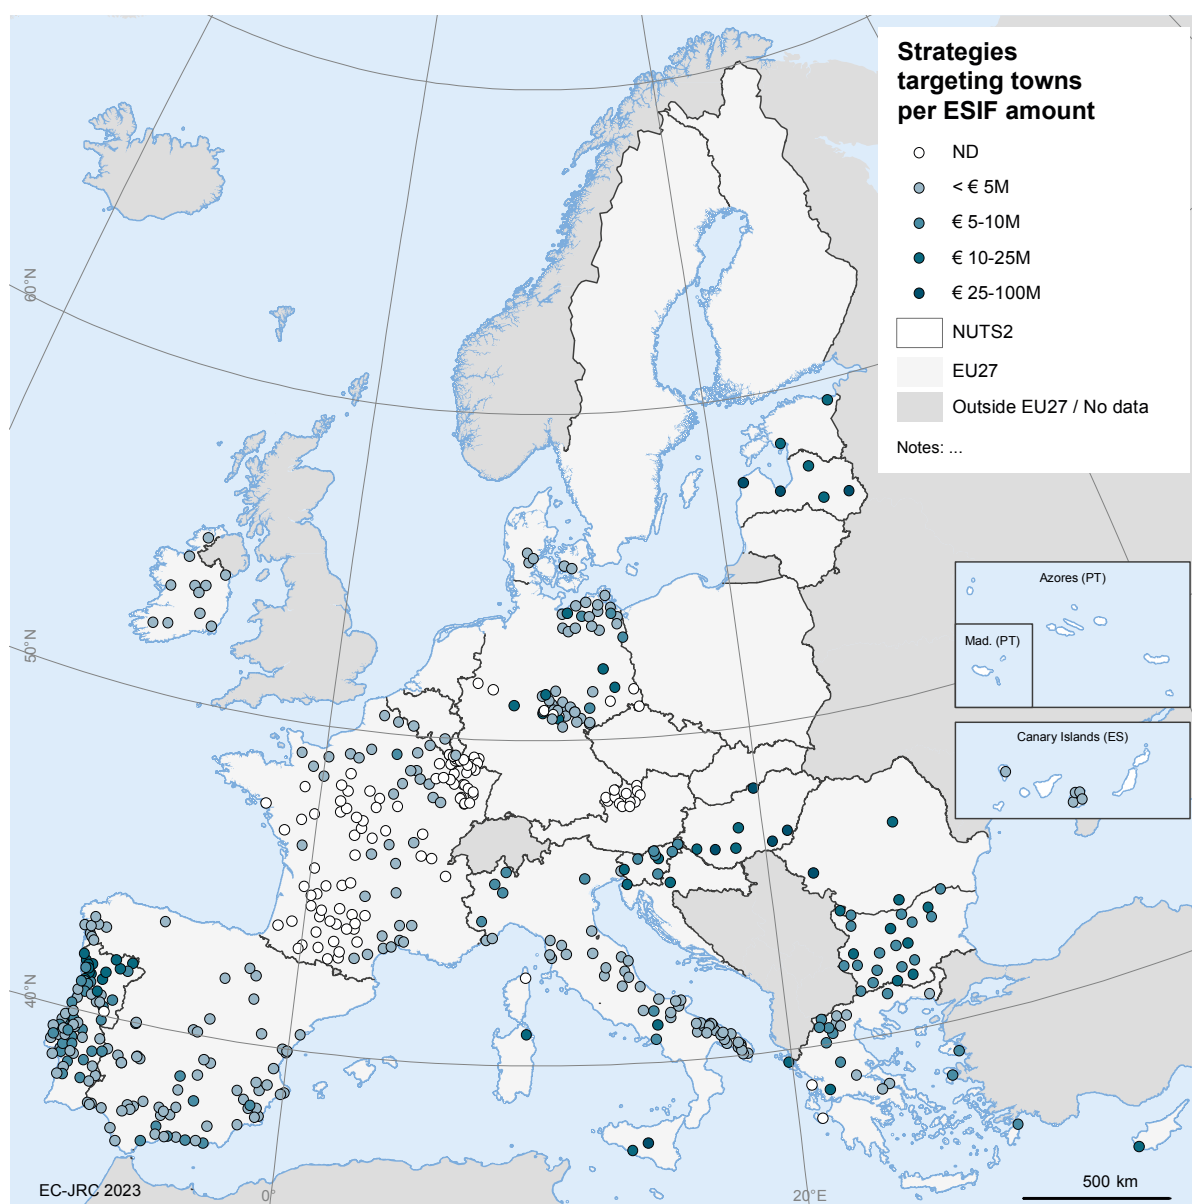 Strategies
targeting towns
per ESIF amount
ND
< € 5M
€ 5-10M
€ 10-25M
€ 25-100M
NUTS2
EU27
Outside EU27 / No data
Notes: ...
60°N
50°N
40°N
Azores (PT)
Mad. (PT)
Canary Islands (ES)
EC-JRC 2023
0°
20°E
500 km